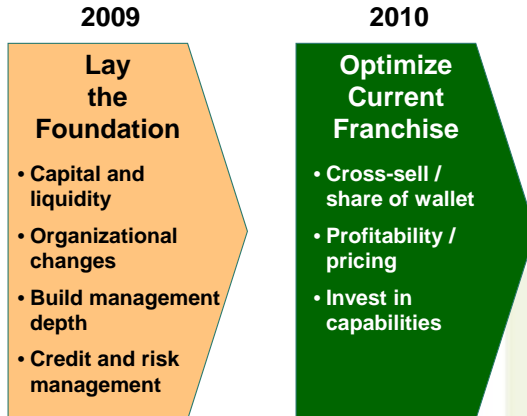 2009
Lay
the
Foundation
• Capital and
liquidity
• Organizational
changes
• Build management
depth
• Credit and risk
management
2010
Optimize
Current
Franchise
• Cross-sell /
share of wallet
• Profitability /
pricing
• Invest in
capabilities